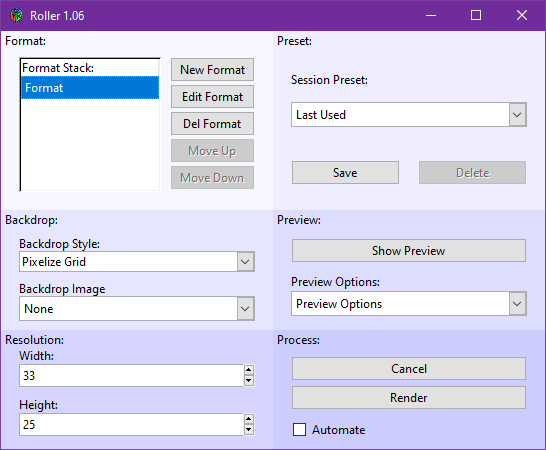 Roller 1.06
Format:
Format Stack:
Format
New Format
Edit Format
Del Format
Move Up
Move Down
Preset:
Session Preset:
Last Used
Save
Delete
Backdrop:
Backdrop Style:
Pixelize Grid
Backdrop Image
None
Preview:
Show Preview
Preview Options:
Preview Options
Resolution:
Width:
33
Height:
25
Process:
Cancel
Render
Automate